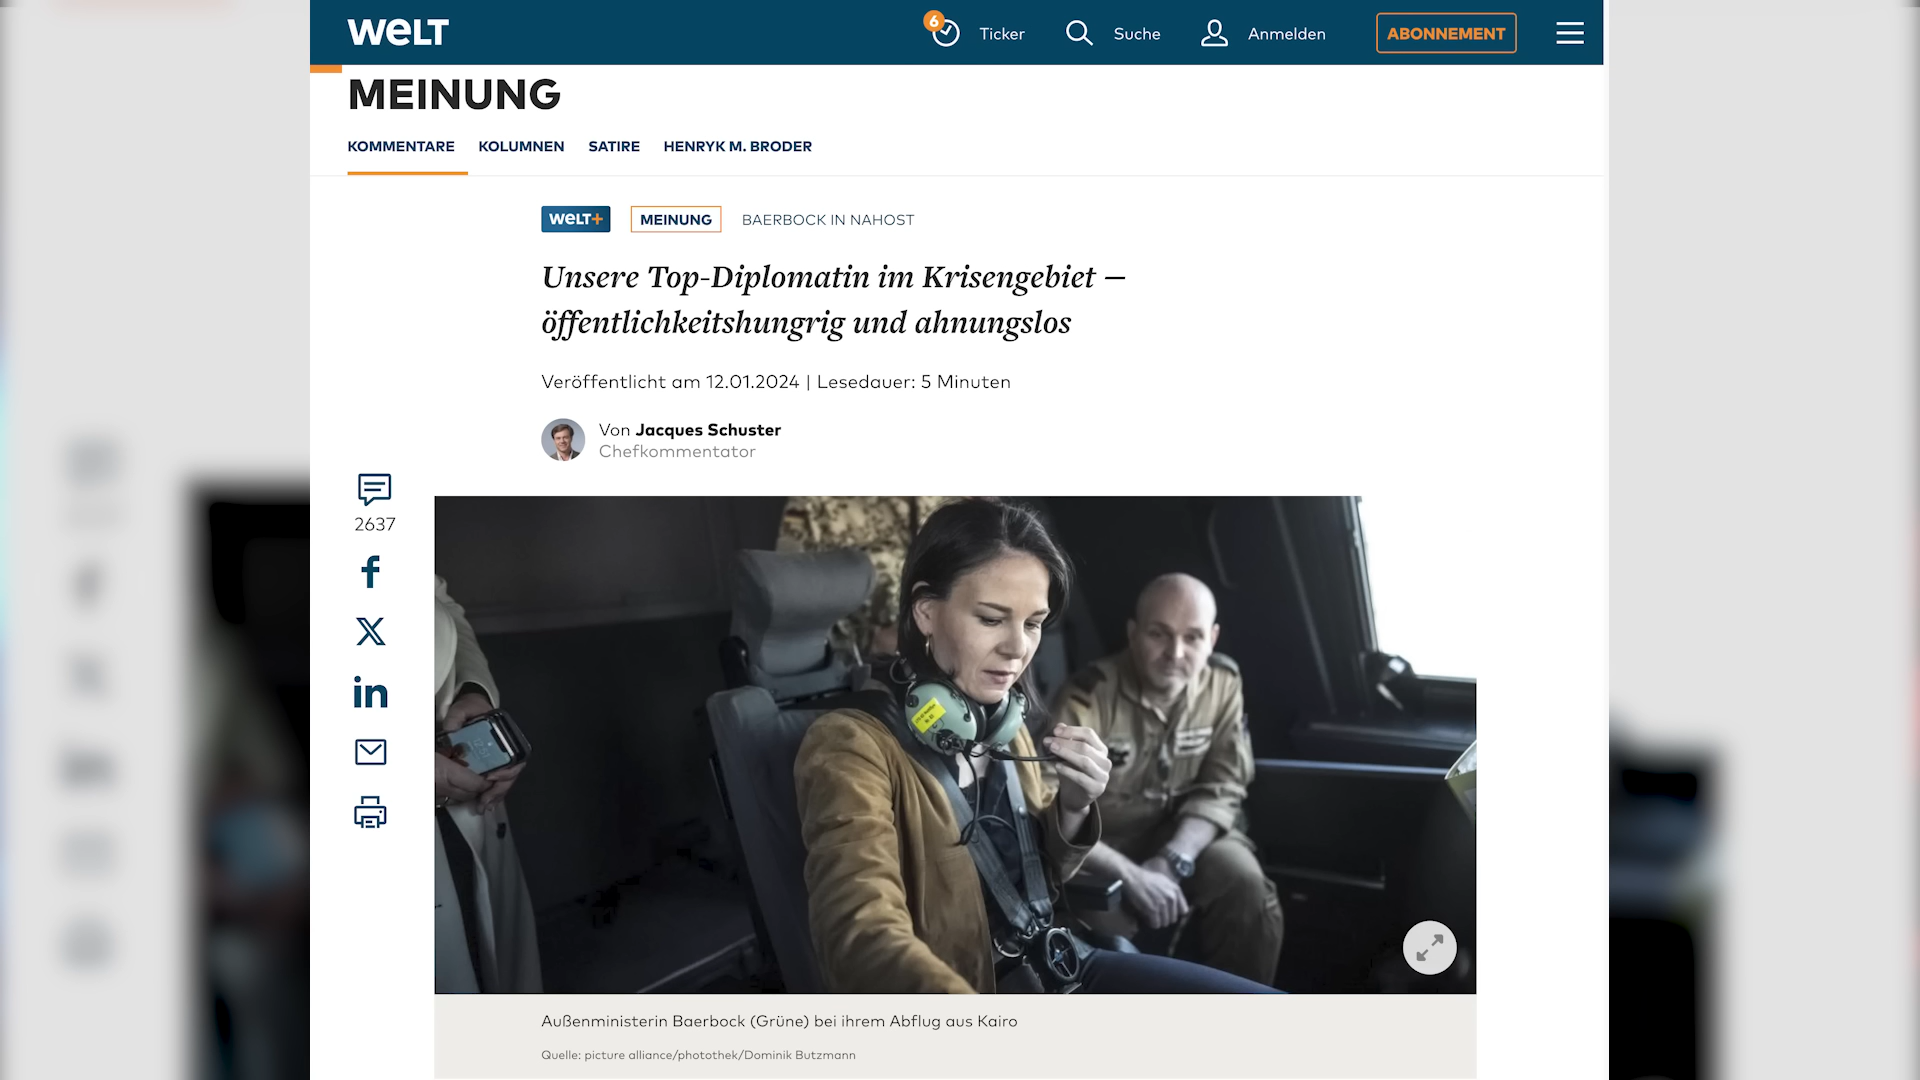 WELT
6
Ticker
Suche
Anmelden
ABONNEMENT
MEINUNG
KOMMENTARE
KOLUMNEN
SATIRE
HENRYK M. BRODER
WELT+
MEINUNG
BAERBOCK IN NAHOST
Unsere Top-Diplomatin im Krisengebiet –
öffentlichkeitshungrig und ahnungslos
Veröffentlicht am 12.01.2024 | Lesedauer: 5 Minuten
Von Jacques Schuster
Chefkommentator
2637
Außenministerin Baerbock (Grüne) bei ihrem Abflug aus Kairo
Quelle: picture alliance/photothek/Dominik Butzmann